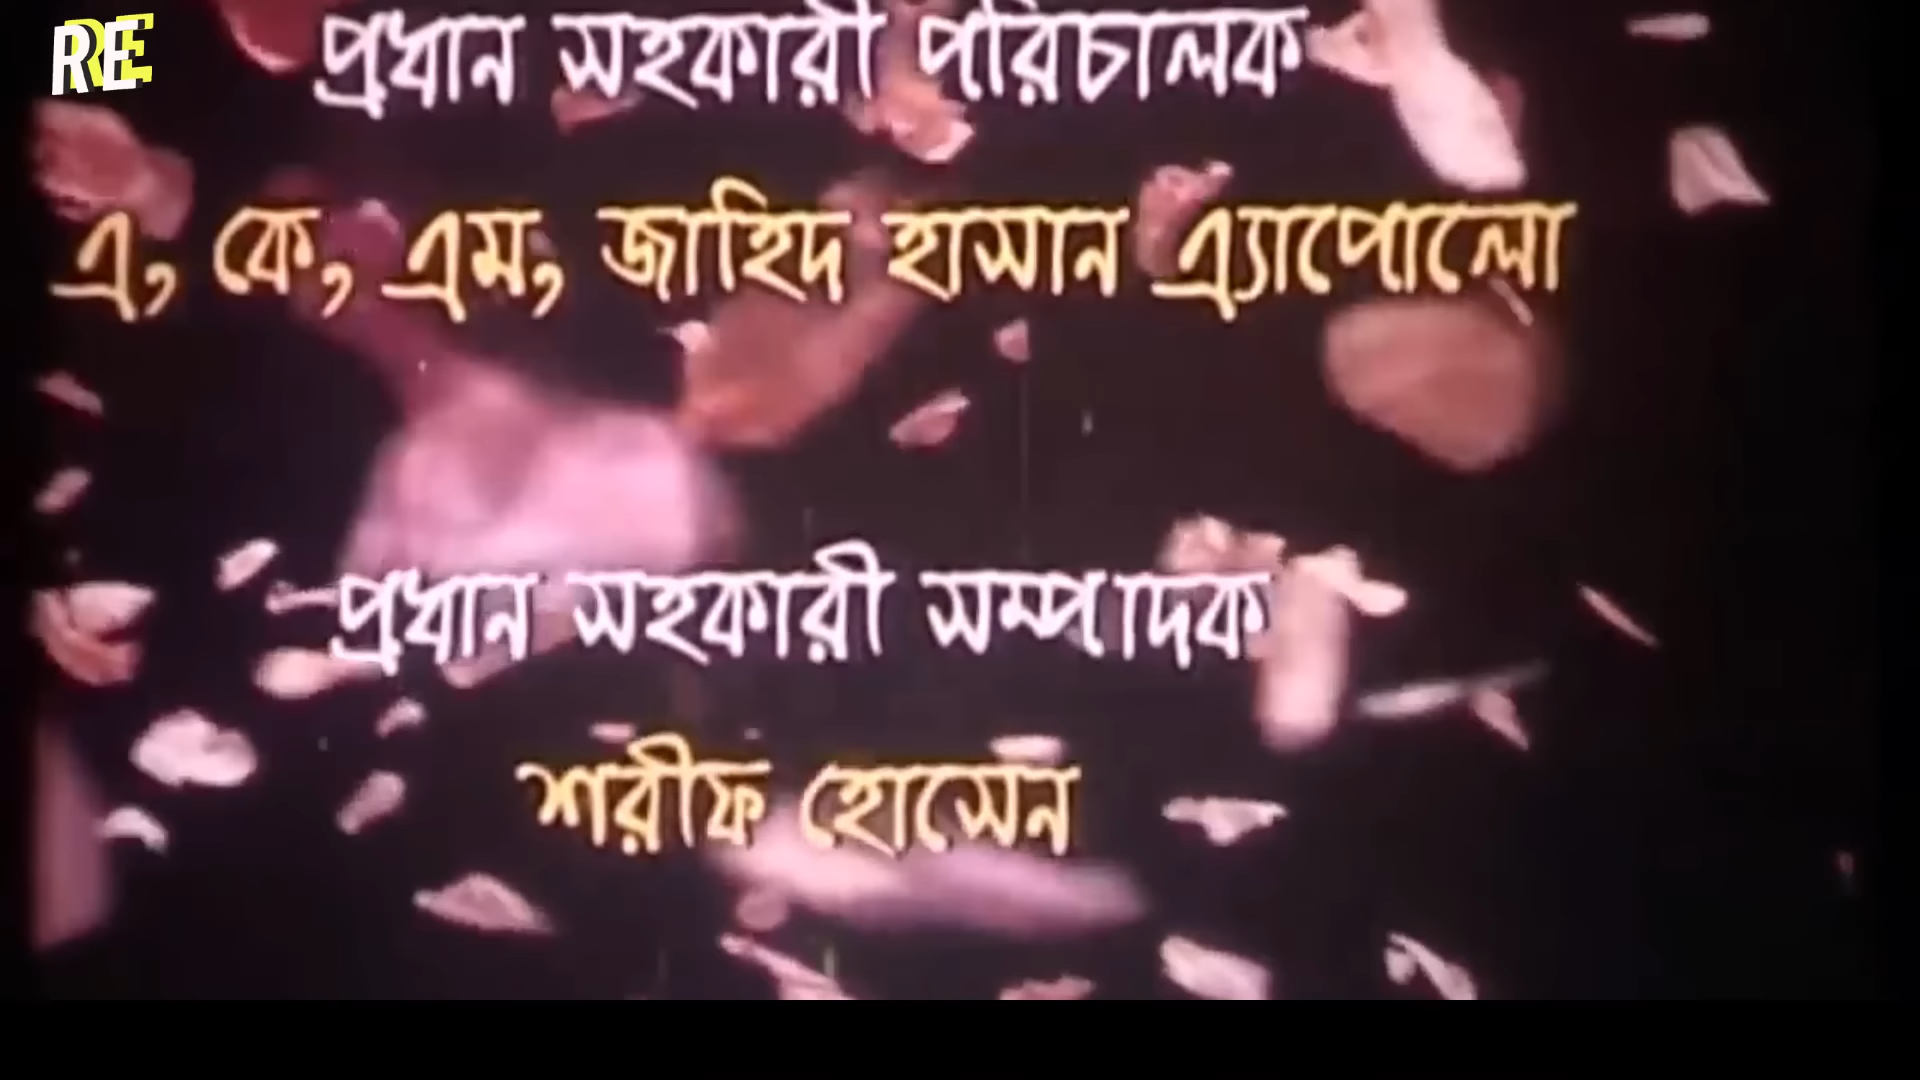 RE
প্রধান সহকারী পরিচালক
এ, কে, এম, জাহিদ হাসান এ্যাপোলো
প্রধান সহকারী সম্পাদক
শরীফ হোসেন